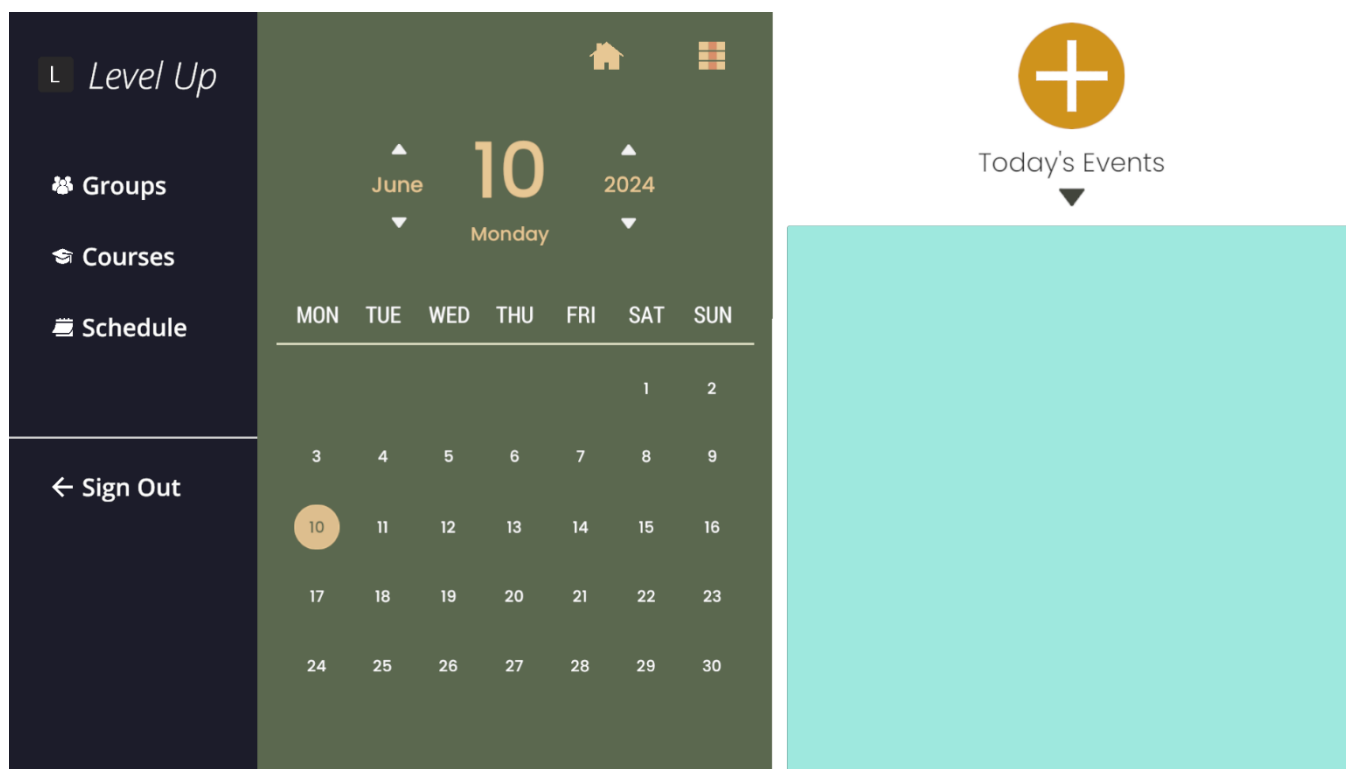 L Level Up
Groups
Courses
Schedule
Sign Out
June 10 2024
Monday
MON TUE WED THU FRI SAT SUN
1 2
3 4 5 6 7 8 9
10 11 12 13 14 15 16
17 18 19 20 21 22 23
24 25 26 27 28 29 30
Today's Events